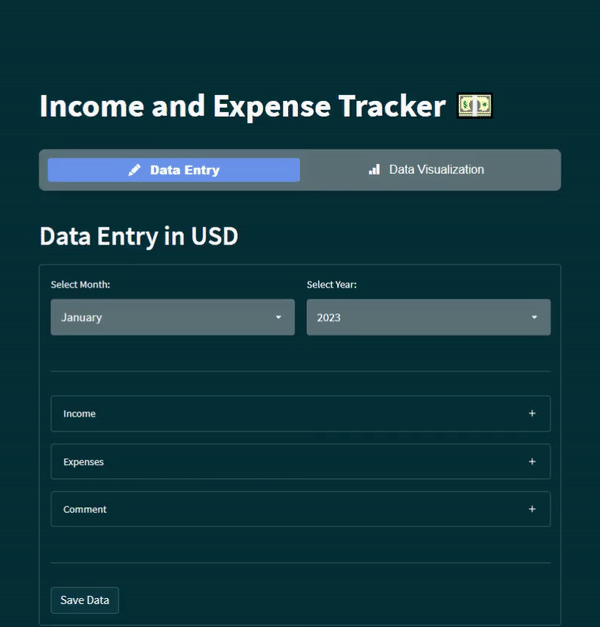 Income and Expense Tracker
Data Entry Data Visualization
Data Entry in USD
Select Month: Select Year:
January 2023
Income +
Expenses +
Comment +
Save Data